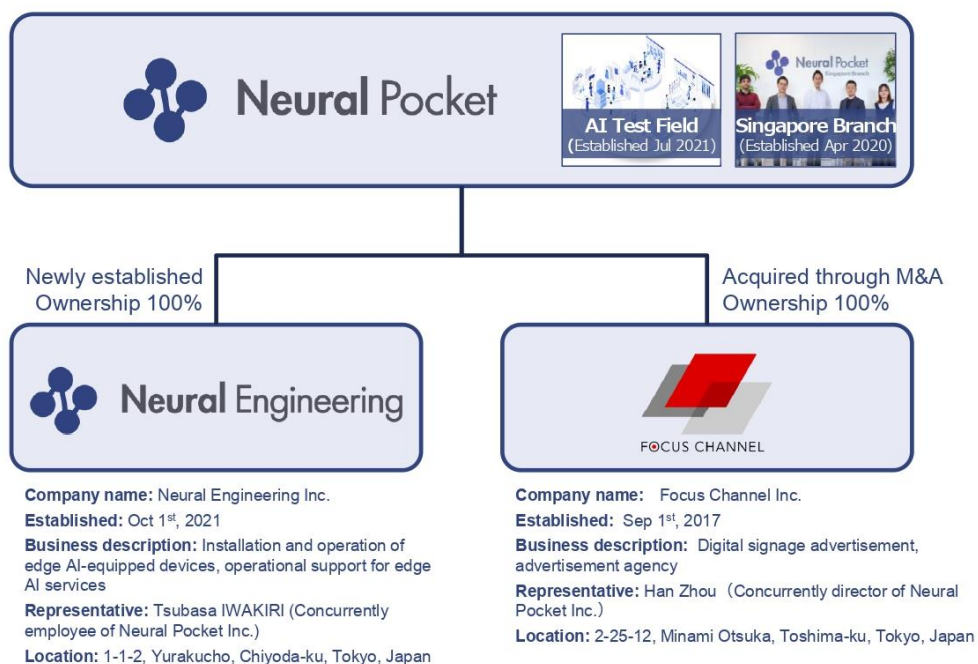 Neural Pocket
AI Test Field
(Established Jul 2021)
Neural Pocket
Singapore Branch
Singapore Branch
(Established Apr 2020)
Newly established
Ownership 100%
Acquired through M&A
Ownership 100%
Neural Engineering
FOCUS CHANNEL
Company name: Neural Engineering Inc.
Established: Oct 1st, 2021
Business description: Installation and operation of
edge AI-equipped devices, operational support for edge
AI services
Representative: Tsubasa IWAKIRI (Concurrently
employee of Neural Pocket Inc.)
Location: 1-1-2, Yurakucho, Chiyoda-ku, Tokyo, Japan
Company name: Focus Channel Inc.
Established: Sep 1st, 2017
Business description: Digital signage advertisement,
advertisement agency
Representative: Han Zhou（Concurrently director of Neural
Pocket Inc.）
Location: 2-25-12, Minami Otsuka, Toshima-ku, Tokyo, Japan